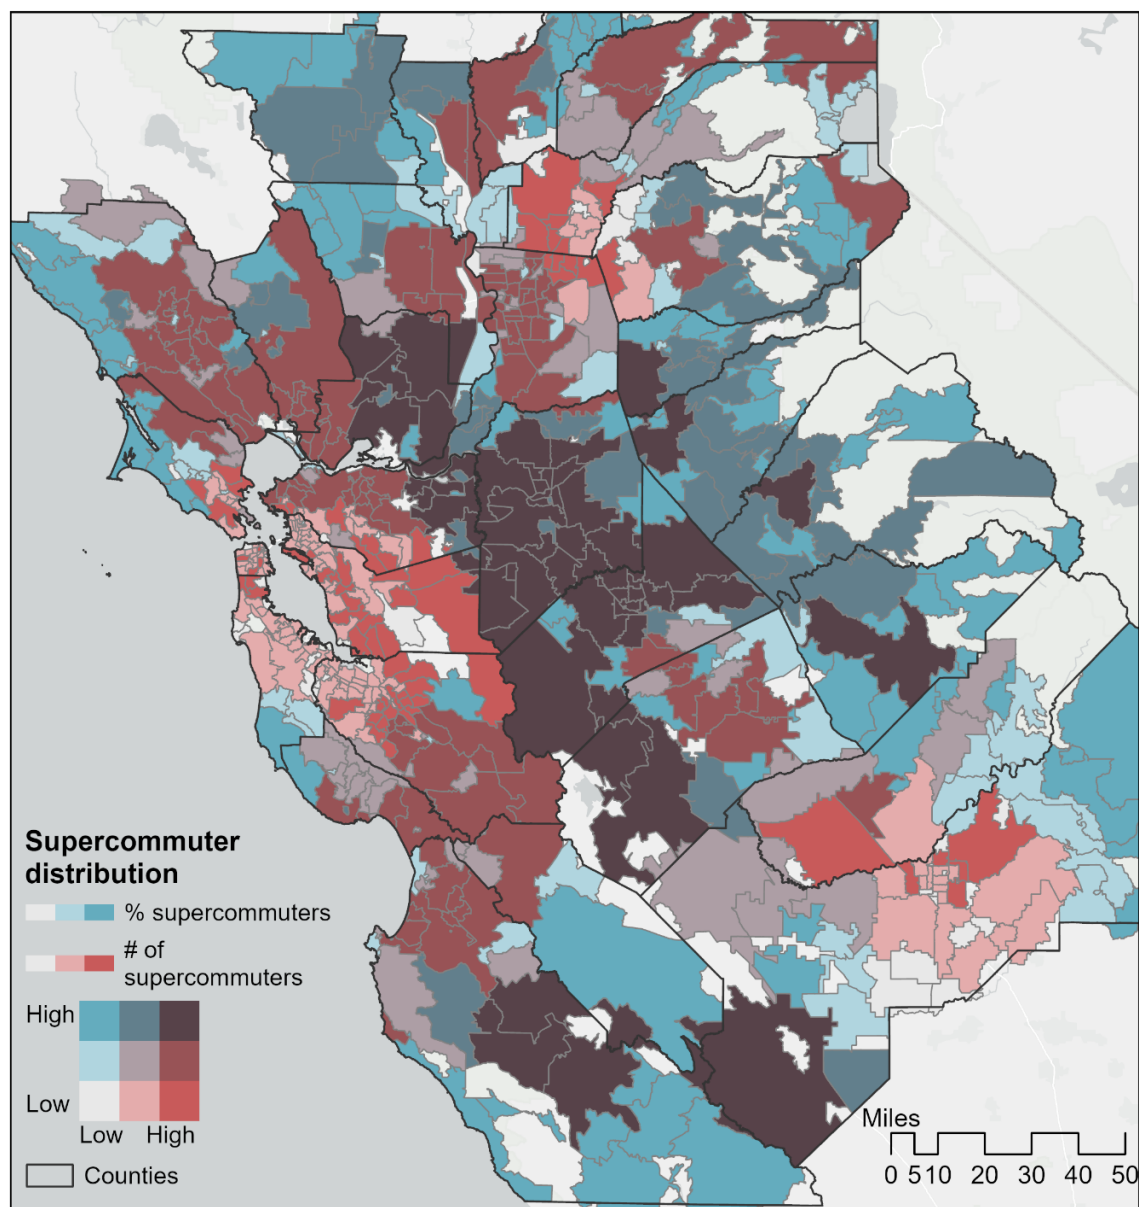 Supercommuter
distribution
% supercommuters
# of
supercommuters
High
Low
Low High
Counties
Miles
0 5 10 20 30 40 50